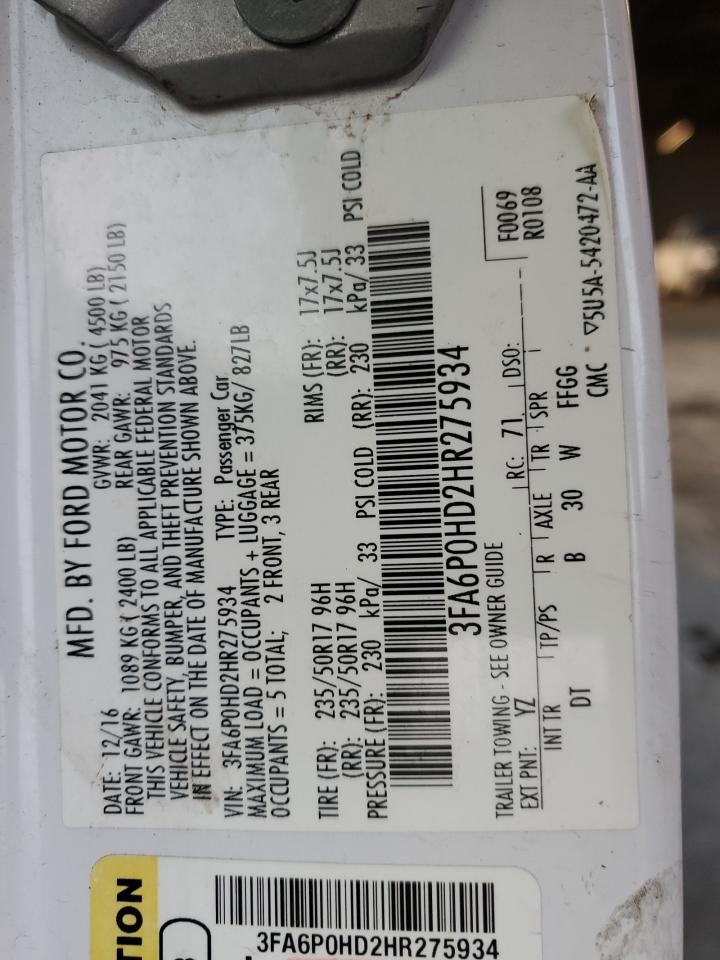 MFD. BY FORD MOTOR CO.
DATE: 12/16 GVWR: 2041 KG ( 4500 LB)
FRONT GAWR: 1089 KG ( 2400 LB) REAR GAWR: 975 KG ( 2150 LB)
THIS VEHICLE CONFORMS TO ALL APPLICABLE FEDERAL MOTOR
VEHICLE SAFETY, BUMPER, AND THEFT PREVENTION STANDARDS
IN EFFECT ON THE DATE OF MANUFACTURE SHOWN ABOVE.
VIN: 3FA6P0HD2HR275934 TYPE: Passenger Car
MAXIMUM LOAD = OCCUPANTS + LUGGAGE = 375KG/ 827LB
OCCUPANTS = 5 TOTAL; 2 FRONT, 3 REAR
TIRE (FR): 235/50R17 96H RIMS (FR): 17x7.5J
(RR): 235/50R17 96H (RR): 17x7.5J
PRESSURE (FR): 230 kPa/ 33 PSI COLD (RR): 230 kPa/ 33 PSI COLD
3FA6P0HD2HR275934
TRAILER TOWING - SEE OWNER GUIDE
F0069
R0108
EXT PNT: YZ RC: 71 DSO:
INT TR TP/PS R AXLE TR SPR
DT B 30 W FFGG
CMC ▽5U5A-5420472-AA
TION
3FA6P0HD2HR275934